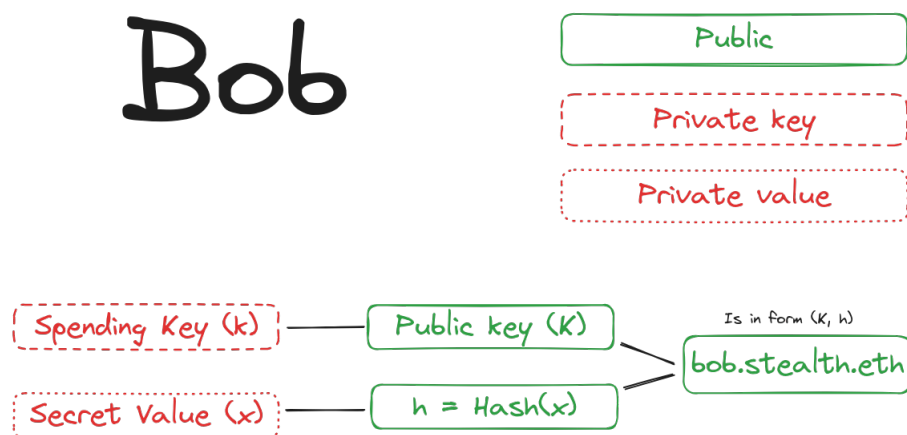 Bob
Public
Private key
Private value
Spending Key (k)
Public key (K)
Is in form (K, h)
bob.stealth.eth
Secret Value (x)
h = Hash(x)